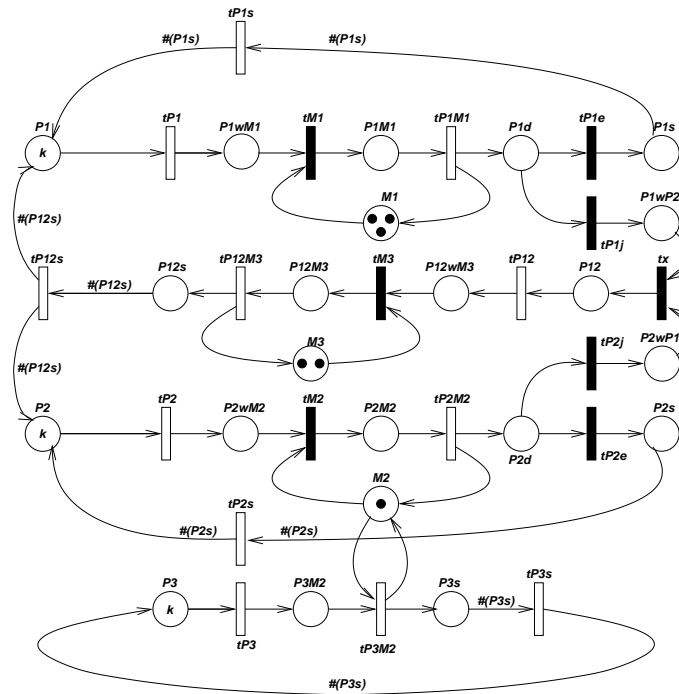 tP1s
#(P1s) #(P1s)
P1 tP1 P1wM1 tM1 P1M1 tP1M1 P1d tP1e P1s
k
M1 P1wP2
#(P12s) tP1j
tP12s P12s tP12M3 P12M3 tM3 P12wM3 tP12 P12 tx
#(P12s)
M3 tP2j P2wP1
#(P12s)
P2 tP2 P2wM2 tM2 P2M2 tP2M2 P2s
k
P2d tP2e
M2
tP2s
#(P2s) #(P2s)
P3 P3M2 P3s tP3s
#(P3s)
k
tP3 tP3M2
#(P3s)